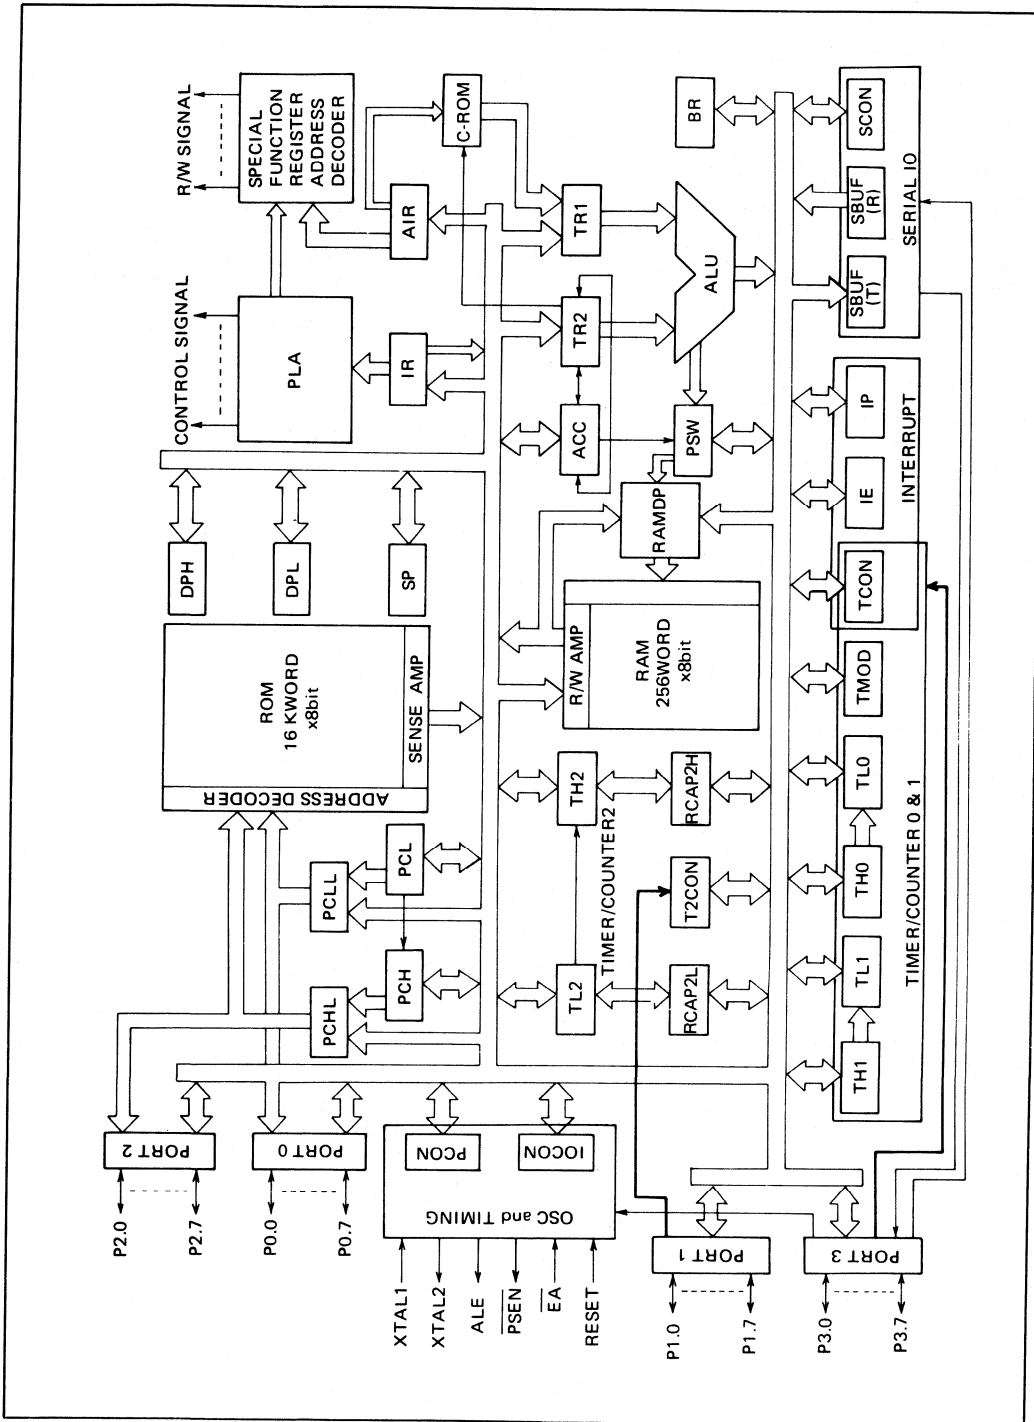 R/W SIGNAL
SPECIAL
FUNCTION
REGISTER
ADDRESS
DECODER
CONTROL SIGNAL
PLA
AIR
C-ROM
IR
TR1
TR2
ACC
ALU
PSW
BR
RAMDP
DPH
DPL
SP
ROM
16 KWORD
x8bit
SENSE AMP
ADDRESS DECODER
R/W AMP
RAM
256WORD
x8bit
PCLL
PCL
PCHL
PCH
TH2
TL2
TIMER/COUNTER2
RCAP2H
T2CON
RCAP2L
PORT 2
P2.0
P2.7
PORT 0
P0.0
P0.7
PCON
IOCON
OSC and TIMING
XTAL1
XTAL2
ALE
PSEN
EA
RESET
PORT 1
P1.0
P1.7
PORT 3
P3.0
P3.7
TH1
TL1
TH0
TL0
TMOD
TCON
TIMER/COUNTER 0 & 1
IE
IP
INTERRUPT
SBUF
(T)
SBUF
(R)
SCON
SERIAL IO